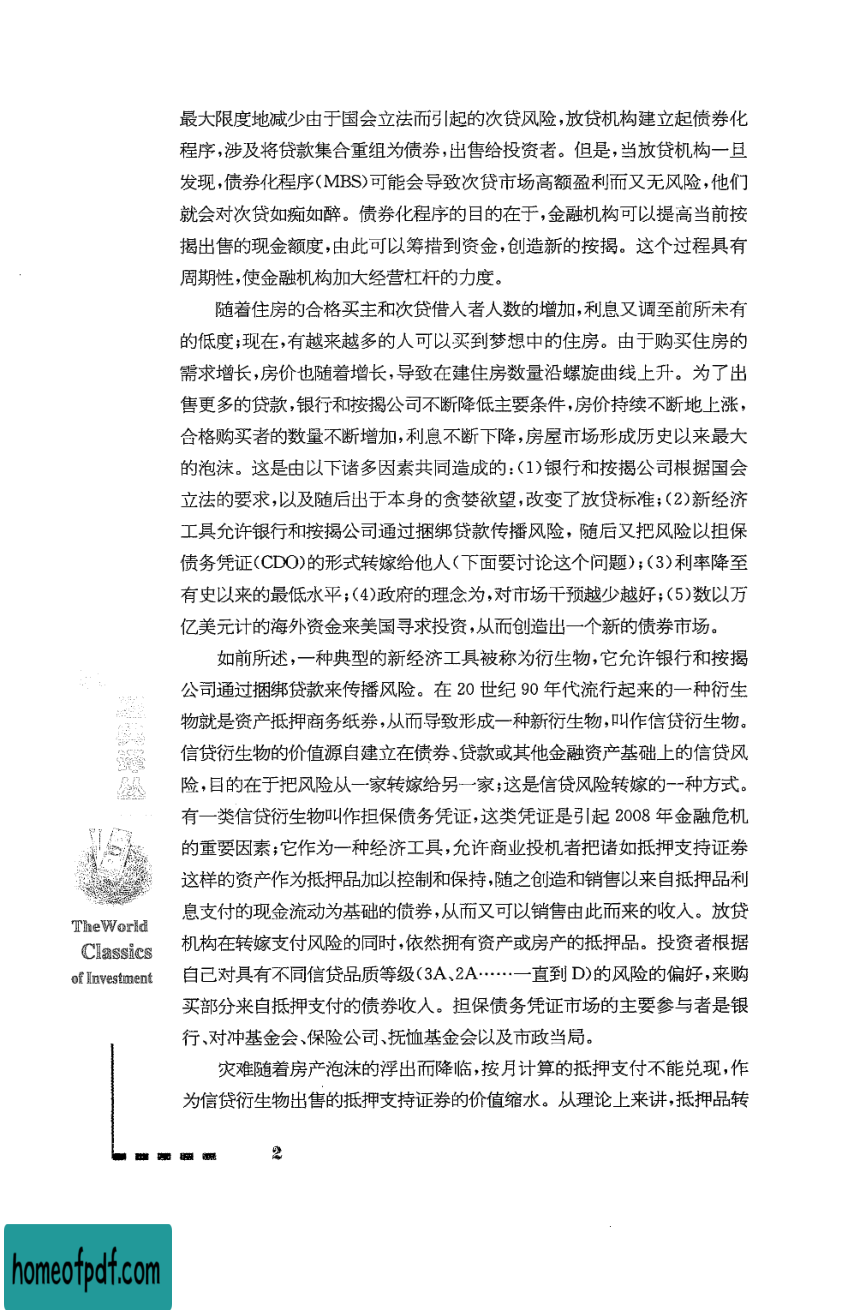 最大限度地减少由于国会立法而引起的次贷风险,放贷机构建立起债券化
程序,涉及将贷款集合重组为债券,出售给投资者。但是,当放贷机构一旦
发现,债券化程序(MBS)可能会导致次贷市场高额盈利而又无风险,他们
就会对次贷如痴如醉。债券化程序的目的在于,金融机构可以提高当前按
揭出售的现金额度,由此可以筹措到资金,创造新的按揭。这个过程具有
周期性,使金融机构加大经营杠杆的力度。
随着住房的合格买主和次贷借入者人数的增加,利息又调至前所未有
的低度;现在,有越来越多的人可以买到梦想中的住房。由于购买住房的
需求增长,房价也随着增长,导致在建住房数量沿螺旋曲线上升。为了出
售更多的贷款,银行和按揭公司不断降低主要条件,房价持续不断地上涨,
合格购买者的数量不断增加,利息不断下降,房屋市场形成历史以来最大
的泡沫。这是由以下诸多因素共同造成的:(1)银行和按揭公司根据国会
立法的要求,以及随后出于本身的贪婪欲望,改变了放贷标准;(2)新经济
工具允许银行和按揭公司通过捆绑贷款传播风险,随后又把风险以担保
债务凭证(CDO)的形式转嫁给他人(下面要讨论这个问题);(3)利率降至
有史以来的最低水平;(4)政府的理念为,对市场干预越少越好;(5)数以万
亿美元计的海外资金来美国寻求投资,从而创造出一个新的债券市场。
如前所述,一种典型的新经济工具被称为衍生物,它允许银行和按揭
公司通过捆绑贷款来传播风险。在 20 世纪 90 年代流行起来的一种衍生
物就是资产抵押商务纸券,从而导致形成一种新衍生物,叫作信贷衍生物。
信贷衍生物的价值源自建立在债券、贷款或其他金融资产基础上的信贷风
险,目的在于把风险从一家转嫁给另一家;这是信贷风险转嫁的一种方式。
有一类信贷衍生物叫作担保债务凭证,这类凭证是引起 2008 年金融危机
的重要因素;它作为一种经济工具,允许商业投机者把诸如抵押支持证券
这样的资产作为抵押品加以控制和保持,随之创造和销售以来自抵押品利
息支付的现金流动为基础的债券,从而又可以销售由此而来的收入。放贷
机构在转嫁支付风险的同时,依然拥有资产或房产的抵押品。投资者根据
自己对具有不同信贷品质等级(3A、2A……一直到 D)的风险的偏好,来购
买部分来自抵押支付的债券收入。担保债务凭证市场的主要参与者是银
行、对冲基金会、保险公司、抚恤基金会以及市政当局。
灾难随着房产泡沫的浮出而降临,按月计算的抵押支付不能兑现,作
为信贷衍生物出售的抵押支持证券的价值缩水。从理论上来讲,抵押品转
TheWorld
Classics
of Investment
2
homeofpdf.com